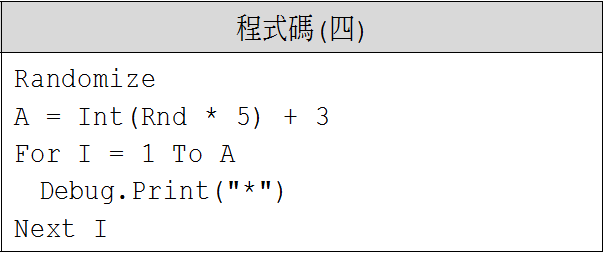 程式碼(四)
Randomize
A = Int(Rnd * 5) + 3
For I = 1 To A
  Debug.Print("*")
Next I